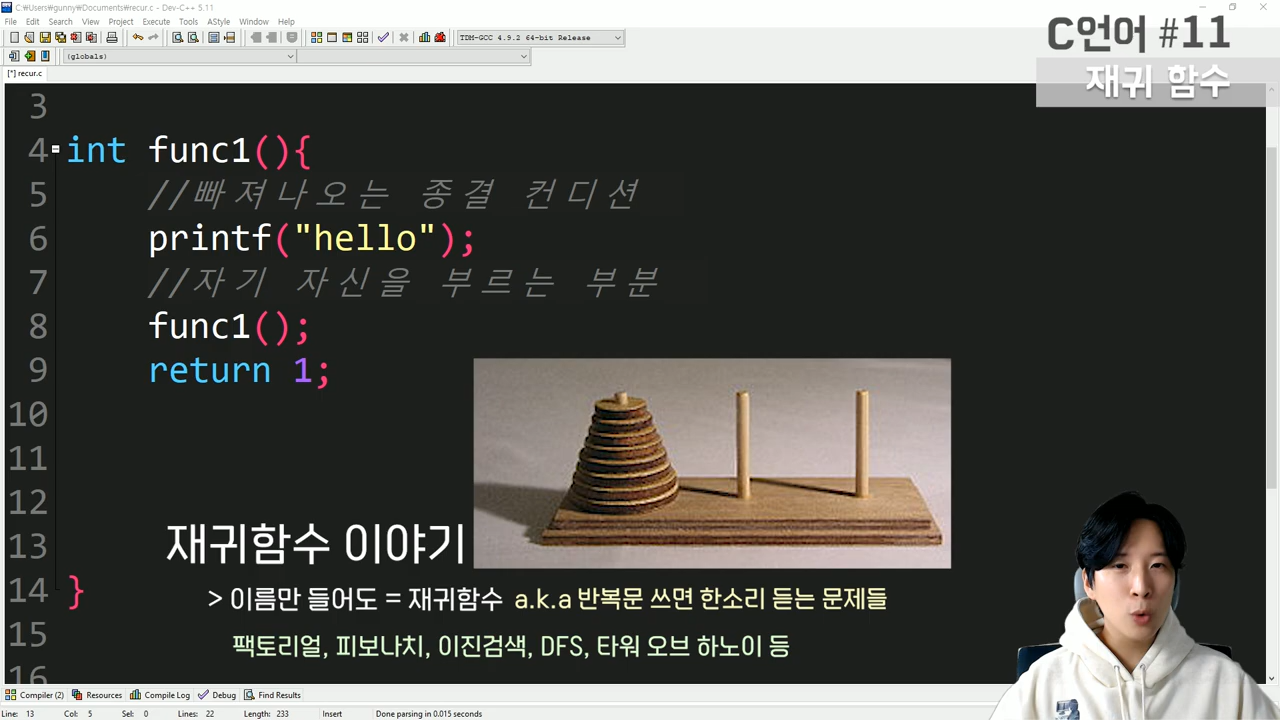 C:₩Users₩gunny₩Documents₩recur.c - Dev-C++ 5.11
File Edit Search View Project Execute Tools AStyle Window Help
TDM-GCC 4.9.2 64-bit Release
(globals)
[*] recur.c
C언어 #11
재귀 함수
3
4 int func1(){
5 //빠져나오는 종결 컨디션
6 printf("hello");
7 //자기 자신을 부르는 부분
8 func1();
9 return 1;
10
11
12
13
14 }
15
16
재귀함수 이야기
> 이름만 들어도 = 재귀함수 a.k.a 반복문 쓰면 한소리 듣는 문제들
팩토리얼, 피보나치, 이진검색, DFS, 타워 오브 하노이 등
Compiler (2) Resources Compile Log Debug Find Results
Line: 13 Col: 5 Sel: 0 Lines: 22 Length: 233 Insert Done parsing in 0.015 seconds